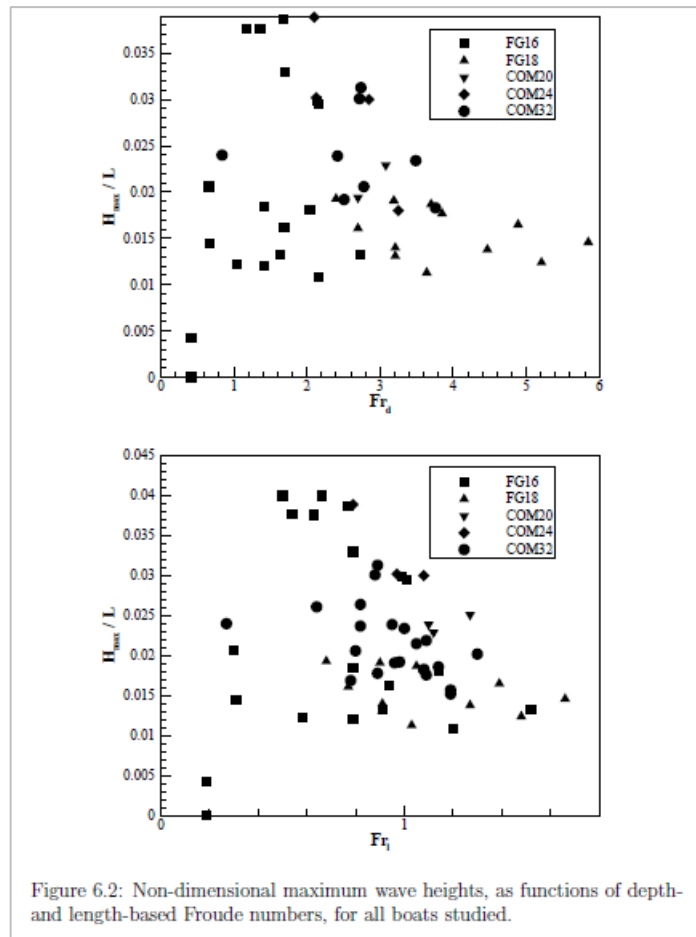 0.035
0.03
0.025
0.02
0.015
0.01
0.005
0
H_max / L
FG16
FG18
COM20
COM24
COM32
0 1 2 3 4 5 6
Fr_d
0.045
0.04
0.035
0.03
0.025
0.02
0.015
0.01
0.005
0
H_max / L
FG16
FG18
COM20
COM24
COM32
0 1
Fr_l
Figure 6.2: Non-dimensional maximum wave heights, as functions of depth-
and length-based Froude numbers, for all boats studied.